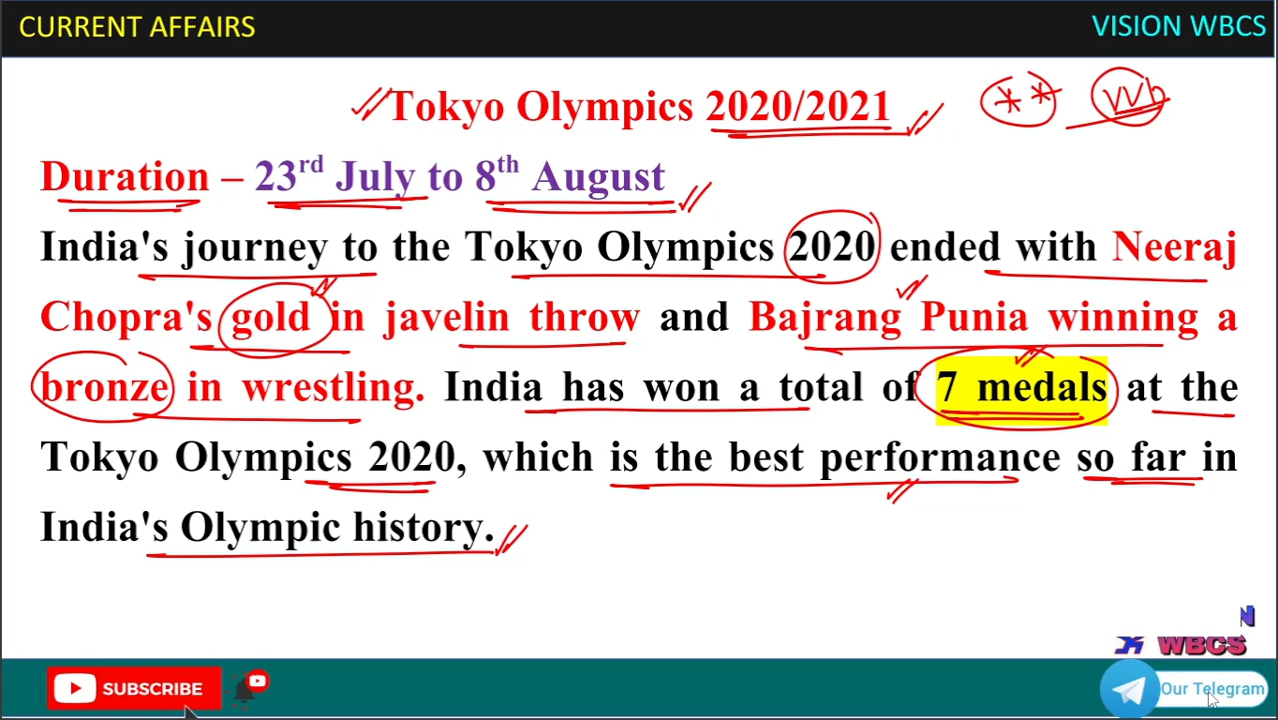 CURRENT AFFAIRS
VISION WBCS
Tokyo Olympics 2020/2021
** VVI
Duration – 23rd July to 8th August
India's journey to the Tokyo Olympics 2020 ended with Neeraj
Chopra's gold in javelin throw and Bajrang Punia winning a
bronze in wrestling. India has won a total of 7 medals at the
Tokyo Olympics 2020, which is the best performance so far in
India's Olympic history.
N
WBCS
SUBSCRIBE
Our Telegram